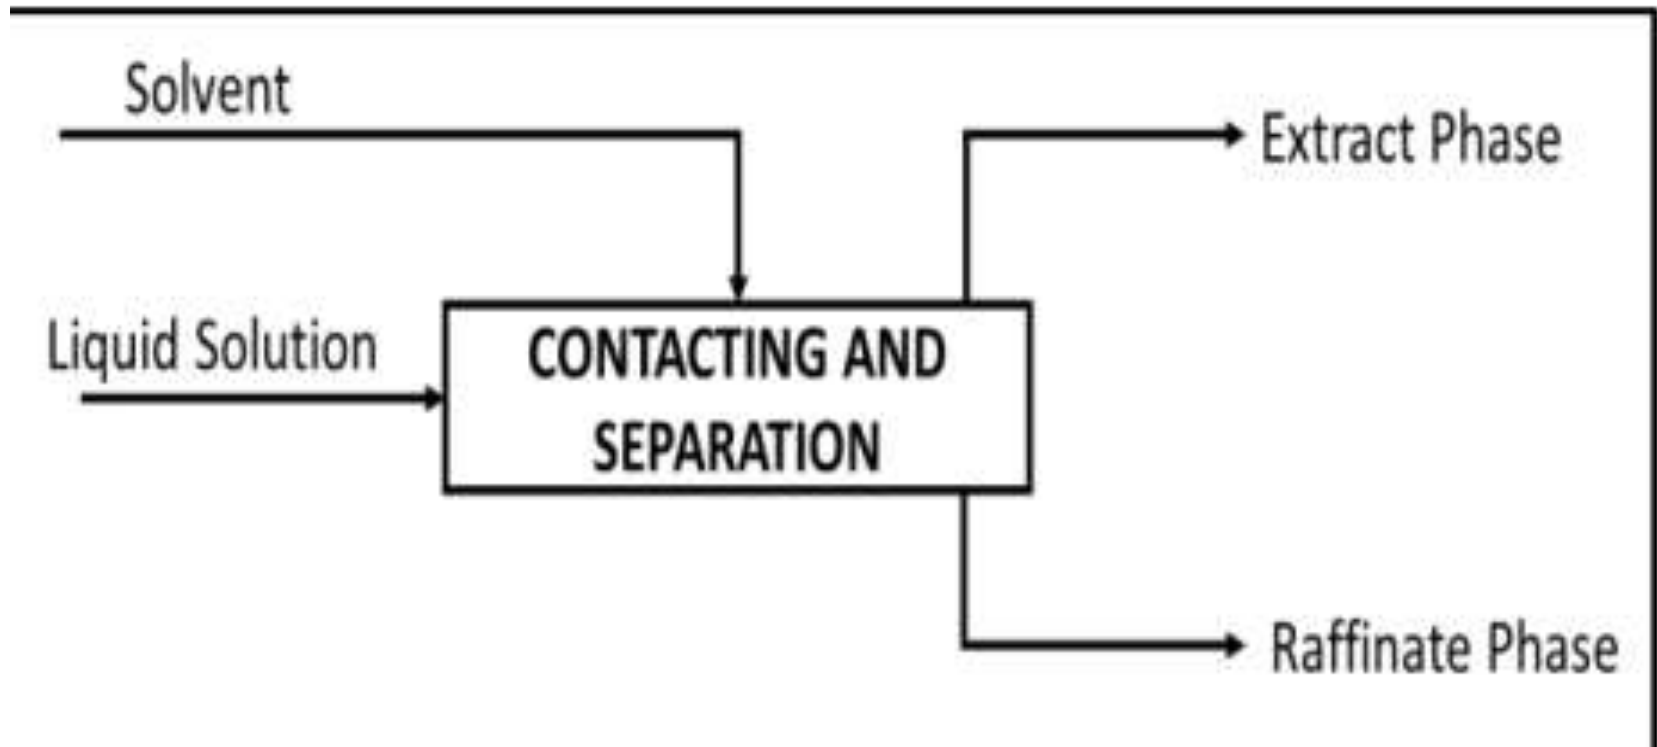 Solvent
Extract Phase
Liquid Solution
CONTACTING AND
SEPARATION
Raffinate Phase